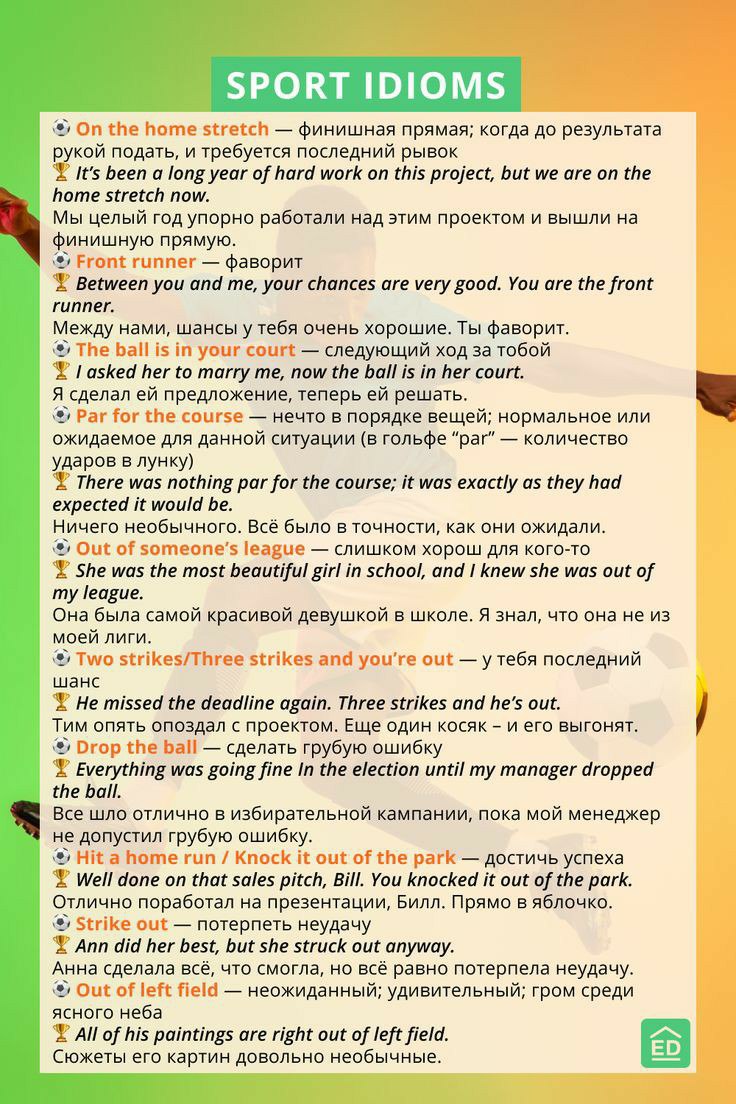 SPORT IDIOMS
On the home stretch — финишная прямая; когда до результата
рукой подать, и требуется последний рывок
It's been a long year of hard work on this project, but we are on the
home stretch now.
Мы целый год упорно работали над этим проектом и вышли на
финишную прямую.
Front runner — фаворит
Between you and me, your chances are very good. You are the front
runner.
Между нами, шансы у тебя очень хорошие. Ты фаворит.
The ball is in your court — следующий ход за тобой
I asked her to marry me, now the ball is in her court.
Я сделал ей предложение, теперь ей решать.
Par for the course — нечто в порядке вещей; нормальное или
ожидаемое для данной ситуации (в гольфе “par” — количество
ударов в лунку)
There was nothing par for the course; it was exactly as they had
expected it would be.
Ничего необычного. Всё было в точности, как они ожидали.
Out of someone’s league — слишком хорош для кого-то
She was the most beautiful girl in school, and I knew she was out of
my league.
Она была самой красивой девушкой в школе. Я знал, что она не из
моей лиги.
Two strikes/Three strikes and you’re out — у тебя последний
шанс
He missed the deadline again. Three strikes and he’s out.
Тим опять опоздал с проектом. Еще один косяк – и его выгонят.
Drop the ball — сделать грубую ошибку
Everything was going fine In the election until my manager dropped
the ball.
Все шло отлично в избирательной кампании, пока мой менеджер
не допустил грубую ошибку.
Hit a home run / Knock it out of the park — достичь успеха
Well done on that sales pitch, Bill. You knocked it out of the park.
Отлично поработал на презентации, Билл. Прямо в яблочко.
Strike out — потерпеть неудачу
Ann did her best, but she struck out anyway.
Анна сделала всё, что смогла, но всё равно потерпела неудачу.
Out of left field — неожиданный; удивительный; гром среди
ясного неба
All of his paintings are right out of left field.
Сюжеты его картин довольно необычные.
ED